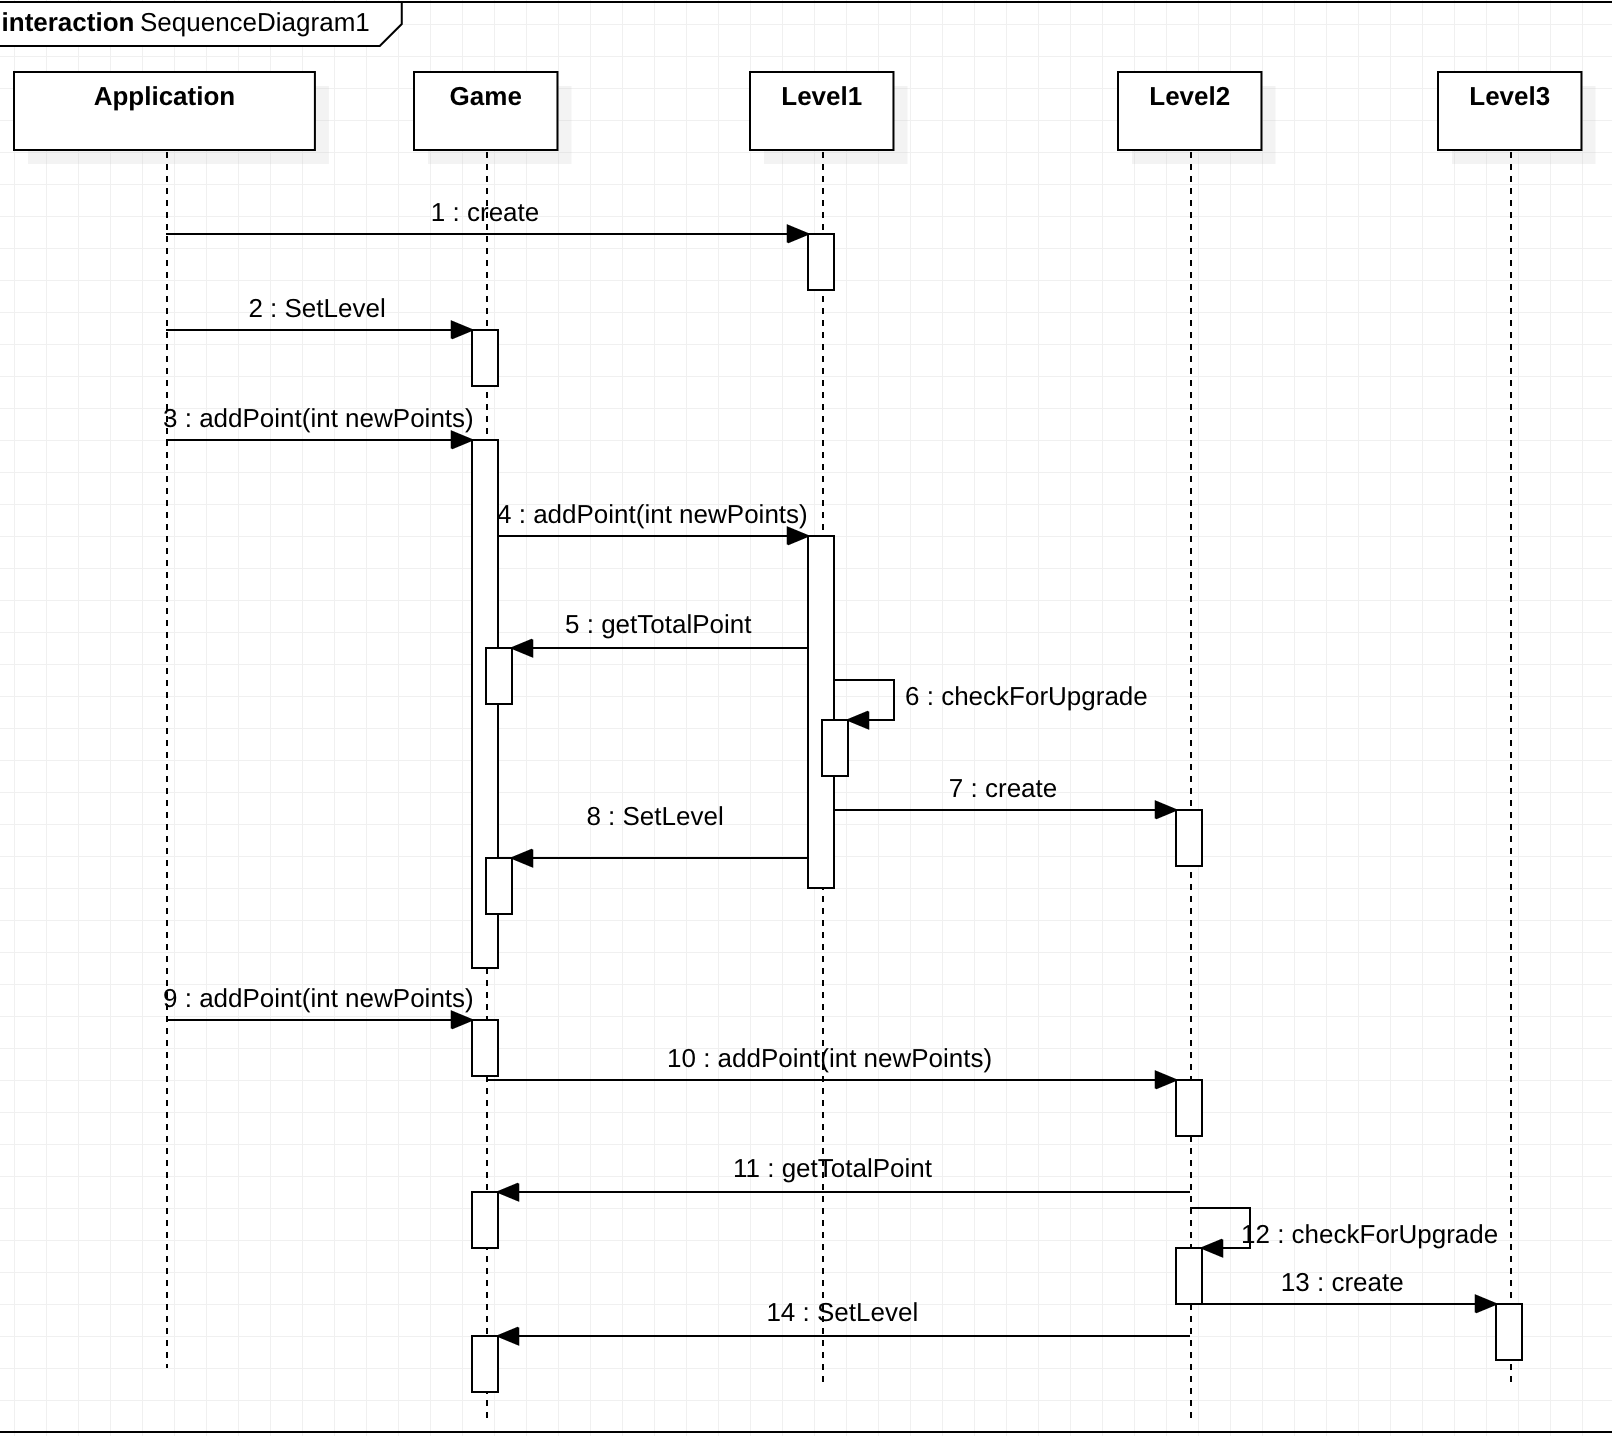 interaction SequenceDiagram1
Application
Game
Level1
Level2
Level3
1 : create
2 : SetLevel
3 : addPoint(int newPoints)
4 : addPoint(int newPoints)
5 : getTotalPoint
6 : checkForUpgrade
7 : create
8 : SetLevel
9 : addPoint(int newPoints)
10 : addPoint(int newPoints)
11 : getTotalPoint
12 : checkForUpgrade
13 : create
14 : SetLevel